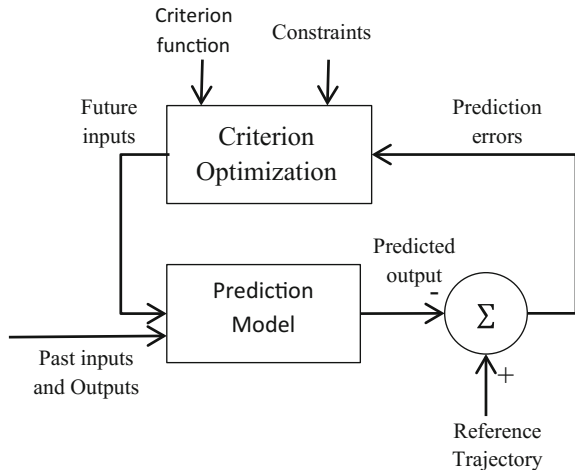 Criterion
function
Constraints
Future
inputs
Criterion
Optimization
Prediction
errors
Predicted
output
-
Prediction
Model
Σ
Past inputs
and Outputs
+
Reference
Trajectory